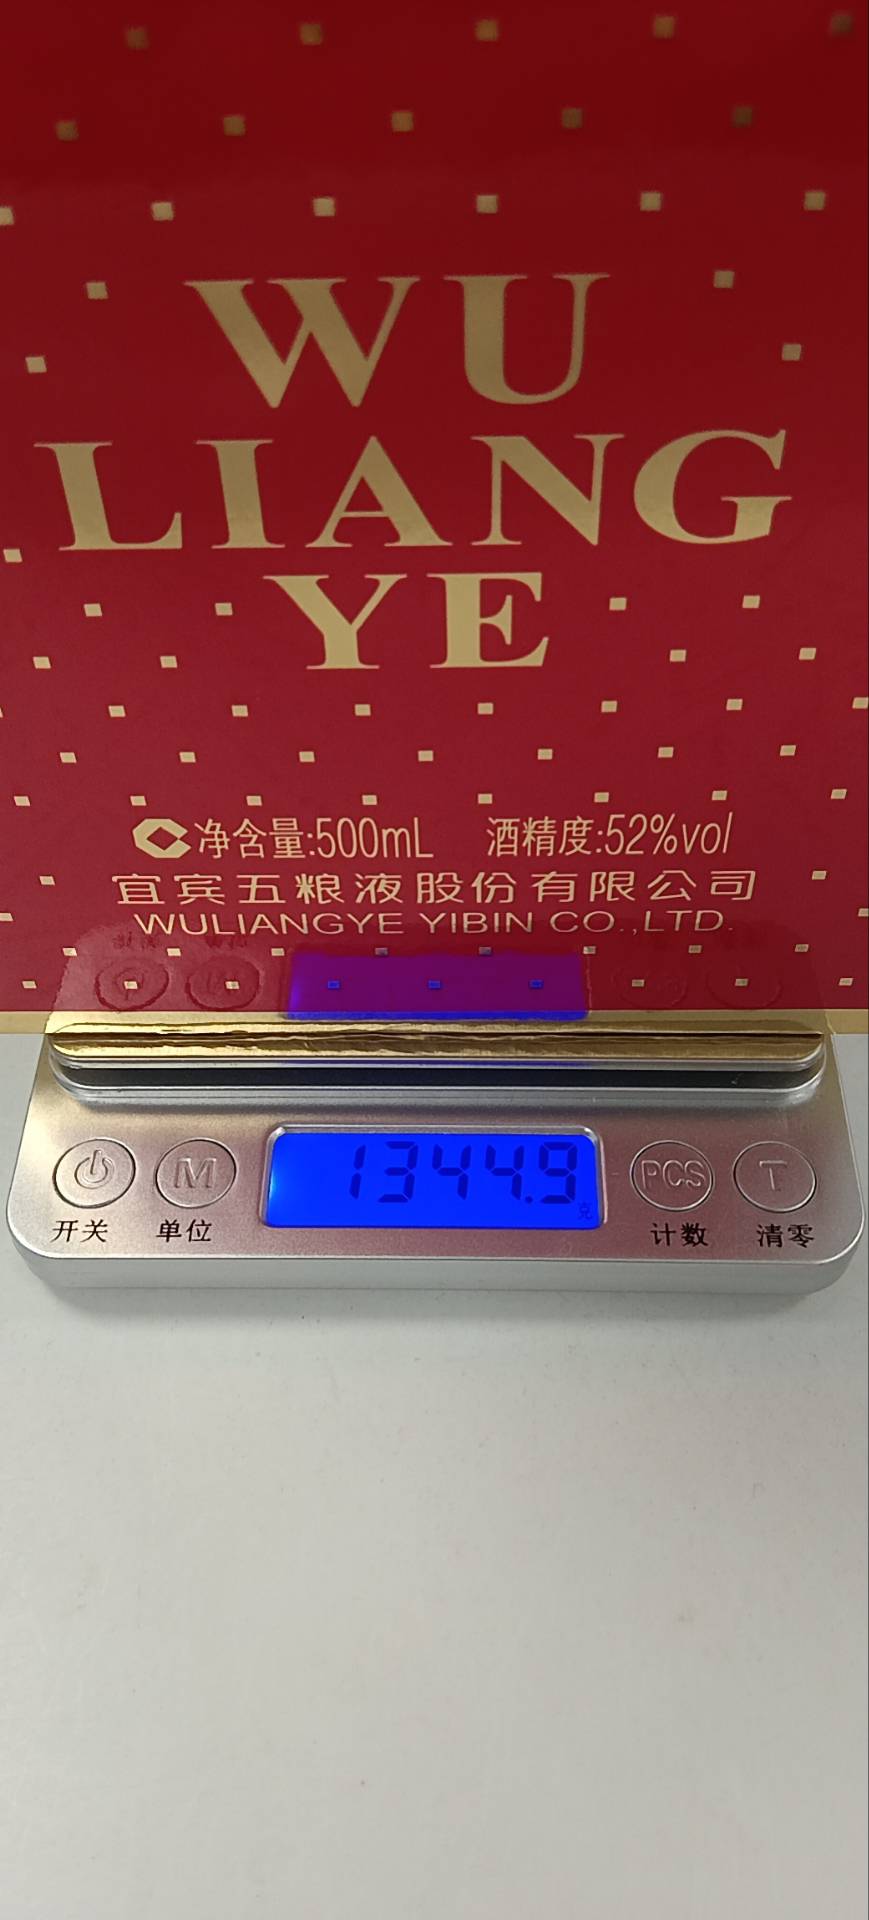 WU
LIANG
YE
净含量:500mL 酒精度:52%vol
宜宾五粮液股份有限公司
WULIANGYE YIBIN CO.,LTD.
M 1344.9 克 PCS T
开关 单位 计数 清零